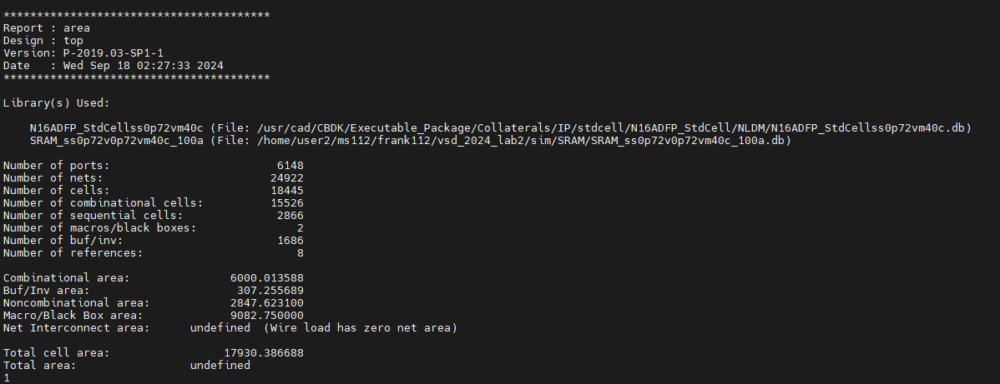 ****************************************
Report : area
Design : top
Version: P-2019.03-SP1-1
Date   : Wed Sep 18 02:27:33 2024
****************************************

Library(s) Used:

    N16ADFP_StdCellss0p72vm40c (File: /usr/cad/CBDK/Executable_Package/Collaterals/IP/stdcell/N16ADFP_StdCell/NLDM/N16ADFP_StdCellss0p72vm40c.db)
    SRAM_ss0p72v0p72vm40c_100a (File: /home/user2/ms112/frank112/vsd_2024_lab2/sim/SRAM/SRAM_ss0p72v0p72vm40c_100a.db)

Number of ports:                         6148
Number of nets:                         24922
Number of cells:                        18445
Number of combinational cells:          15526
Number of sequential cells:              2866
Number of macros/black boxes:               2
Number of buf/inv:                       1686
Number of references:                       8

Combinational area:               6000.013588
Buf/Inv area:                      307.255689
Noncombinational area:            2847.623100
Macro/Black Box area:             9082.750000
Net Interconnect area:      undefined  (Wire load has zero net area)

Total cell area:                 17930.386688
Total area:                 undefined
1